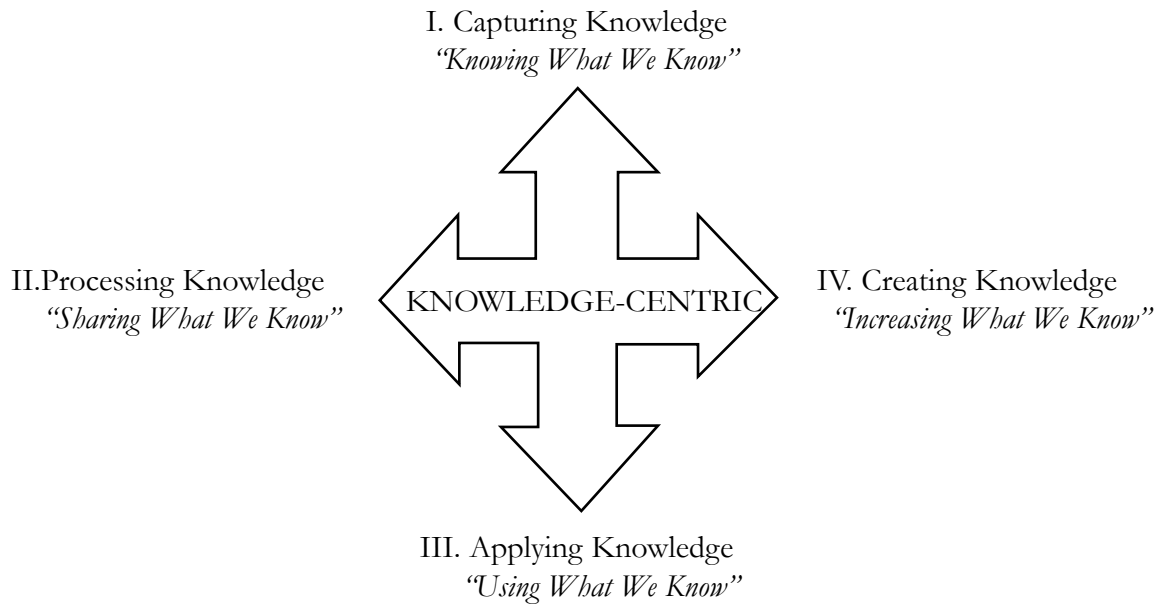 I. Capturing Knowledge
“Knowing What We Know”
II.Processing Knowledge
“Sharing What We Know”
KNOWLEDGE-CENTRIC
IV. Creating Knowledge
“Increasing What We Know”
III. Applying Knowledge
“Using What We Know”